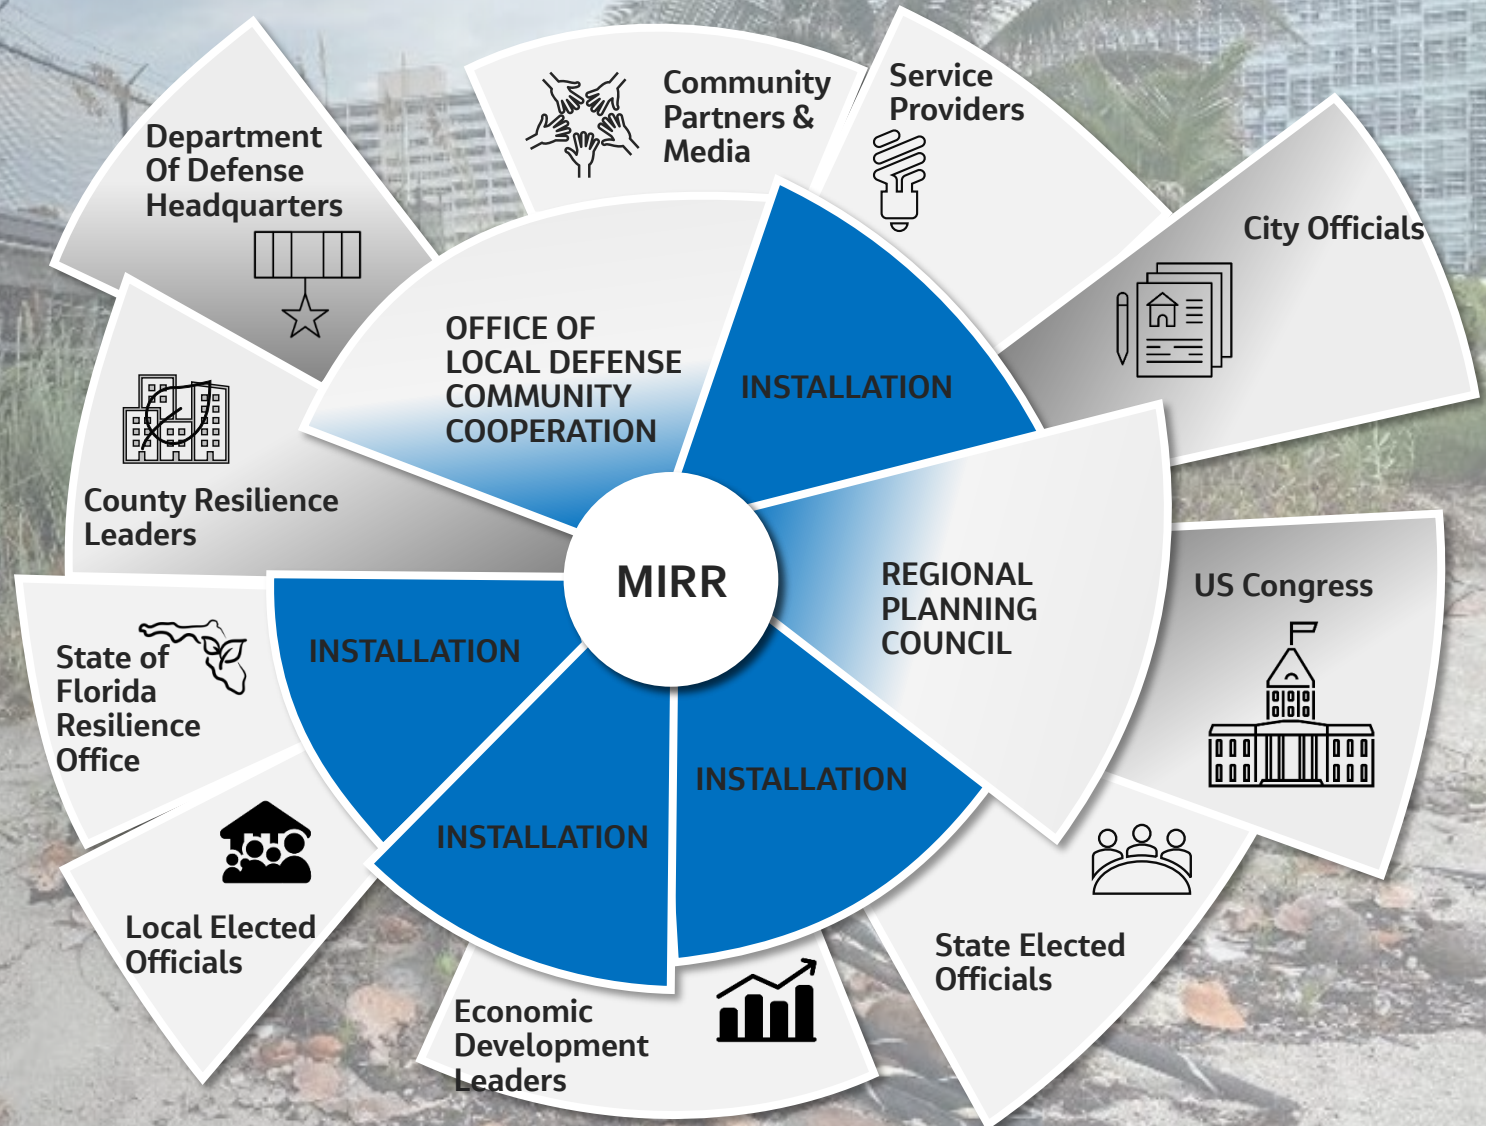 Community
Partners &
Media
Service
Providers
Department
Of Defense
Headquarters
City Officials
OFFICE OF
LOCAL DEFENSE
COMMUNITY
COOPERATION
INSTALLATION
County Resilience
Leaders
MIRR
REGIONAL
PLANNING
COUNCIL
US Congress
INSTALLATION
State of
Florida
Resilience
Office
INSTALLATION
INSTALLATION
Local Elected
Officials
State Elected
Officials
Economic
Development
Leaders